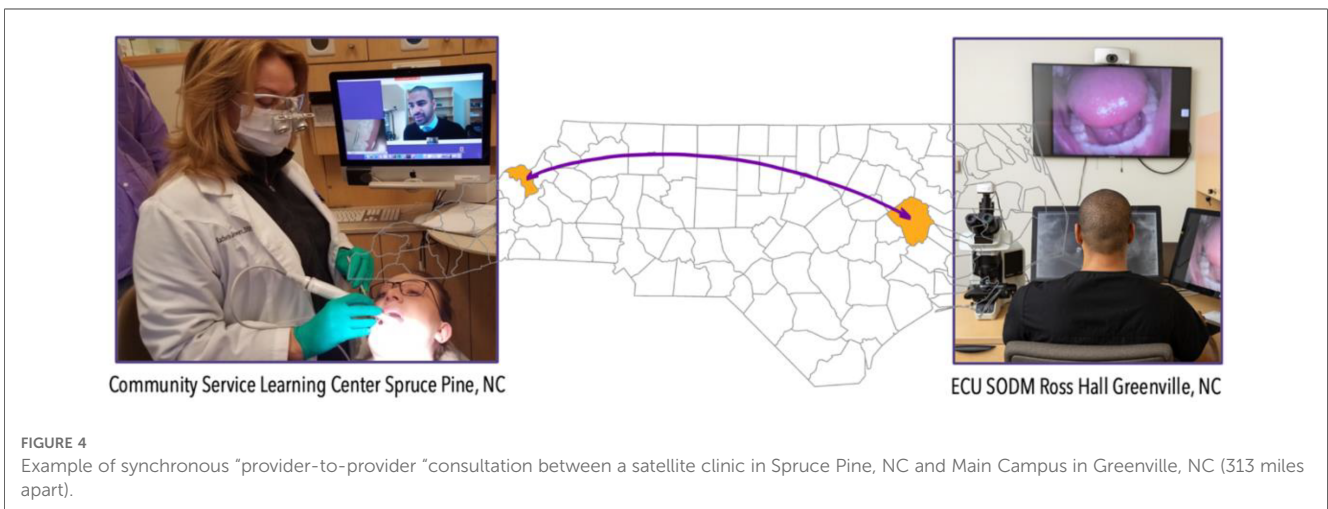 Community Service Learning Center Spruce Pine, NC
ECU SODM Ross Hall Greenville, NC
FIGURE 4
Example of synchronous “provider-to-provider “consultation between a satellite clinic in Spruce Pine, NC and Main Campus in Greenville, NC (313 miles
apart).